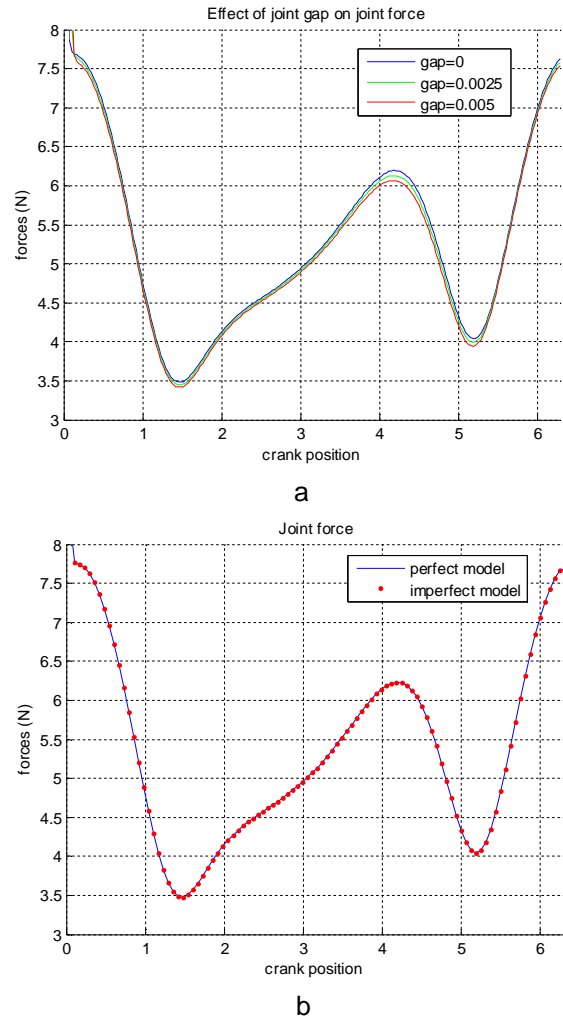 Effect of joint gap on joint force
8
7.5
7
6.5
6
5.5
5
4.5
4
3.5
3
forces (N)
gap=0
gap=0.0025
gap=0.005
0 1 2 3 4 5 6
crank position
a
Joint force
8
7.5
7
6.5
6
5.5
5
4.5
4
3.5
3
forces (N)
perfect model
imperfect model
0 1 2 3 4 5 6
crank position
b